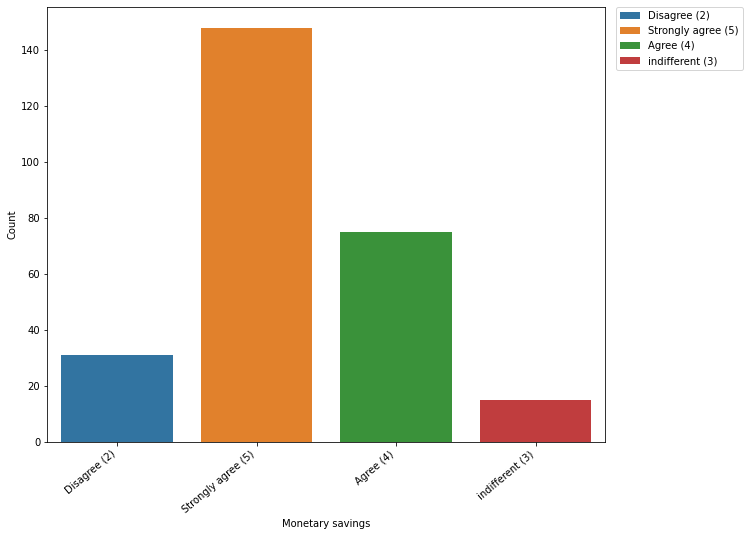 Disagree (2)
Strongly agree (5)
Agree (4)
indifferent (3)
140
120
100
80
60
40
20
0
Count
Disagree (2)
Strongly agree (5)
Agree (4)
indifferent (3)
Monetary savings